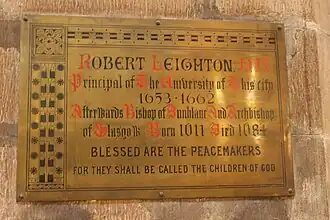 ROBERT LEIGHTON, D.D.
Principal of The University of This city
1653-1662
Afterwards Bishop of Dunblane And Archbishop
of Glasgow. Born 1611 Died 1684
BLESSED ARE THE PEACEMAKERS
FOR THEY SHALL BE CALLED THE CHILDREN OF GOD